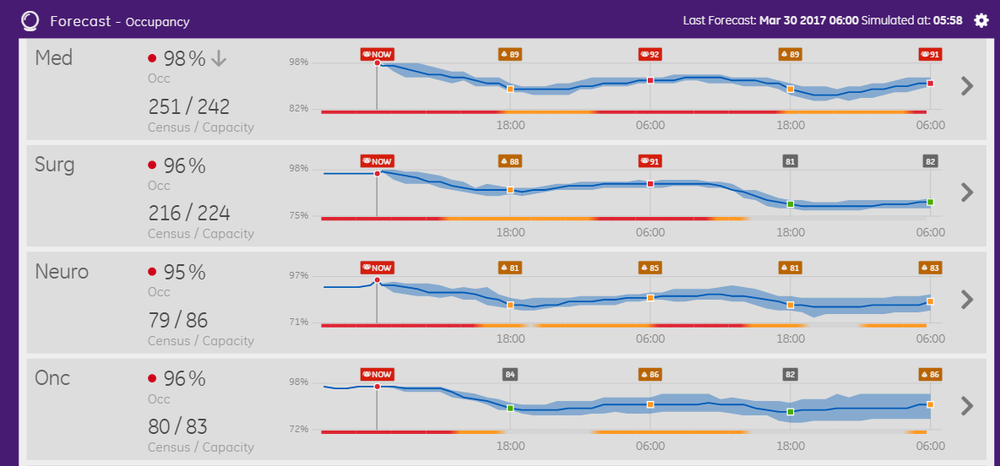 Forecast - Occupancy
Last Forecast: Mar 30 2017 06:00 Simulated at: 05:58
Med
98%
Occ
251 / 242
Census / Capacity
98%
82%
NOW
89
92
89
91
18:00
06:00
18:00
06:00
Surg
96%
Occ
216 / 224
Census / Capacity
98%
75%
NOW
88
91
81
82
18:00
06:00
18:00
06:00
Neuro
95%
Occ
79 / 86
Census / Capacity
97%
71%
NOW
81
85
81
83
18:00
06:00
18:00
06:00
Onc
96%
Occ
80 / 83
Census / Capacity
98%
72%
NOW
84
86
82
86
18:00
06:00
18:00
06:00